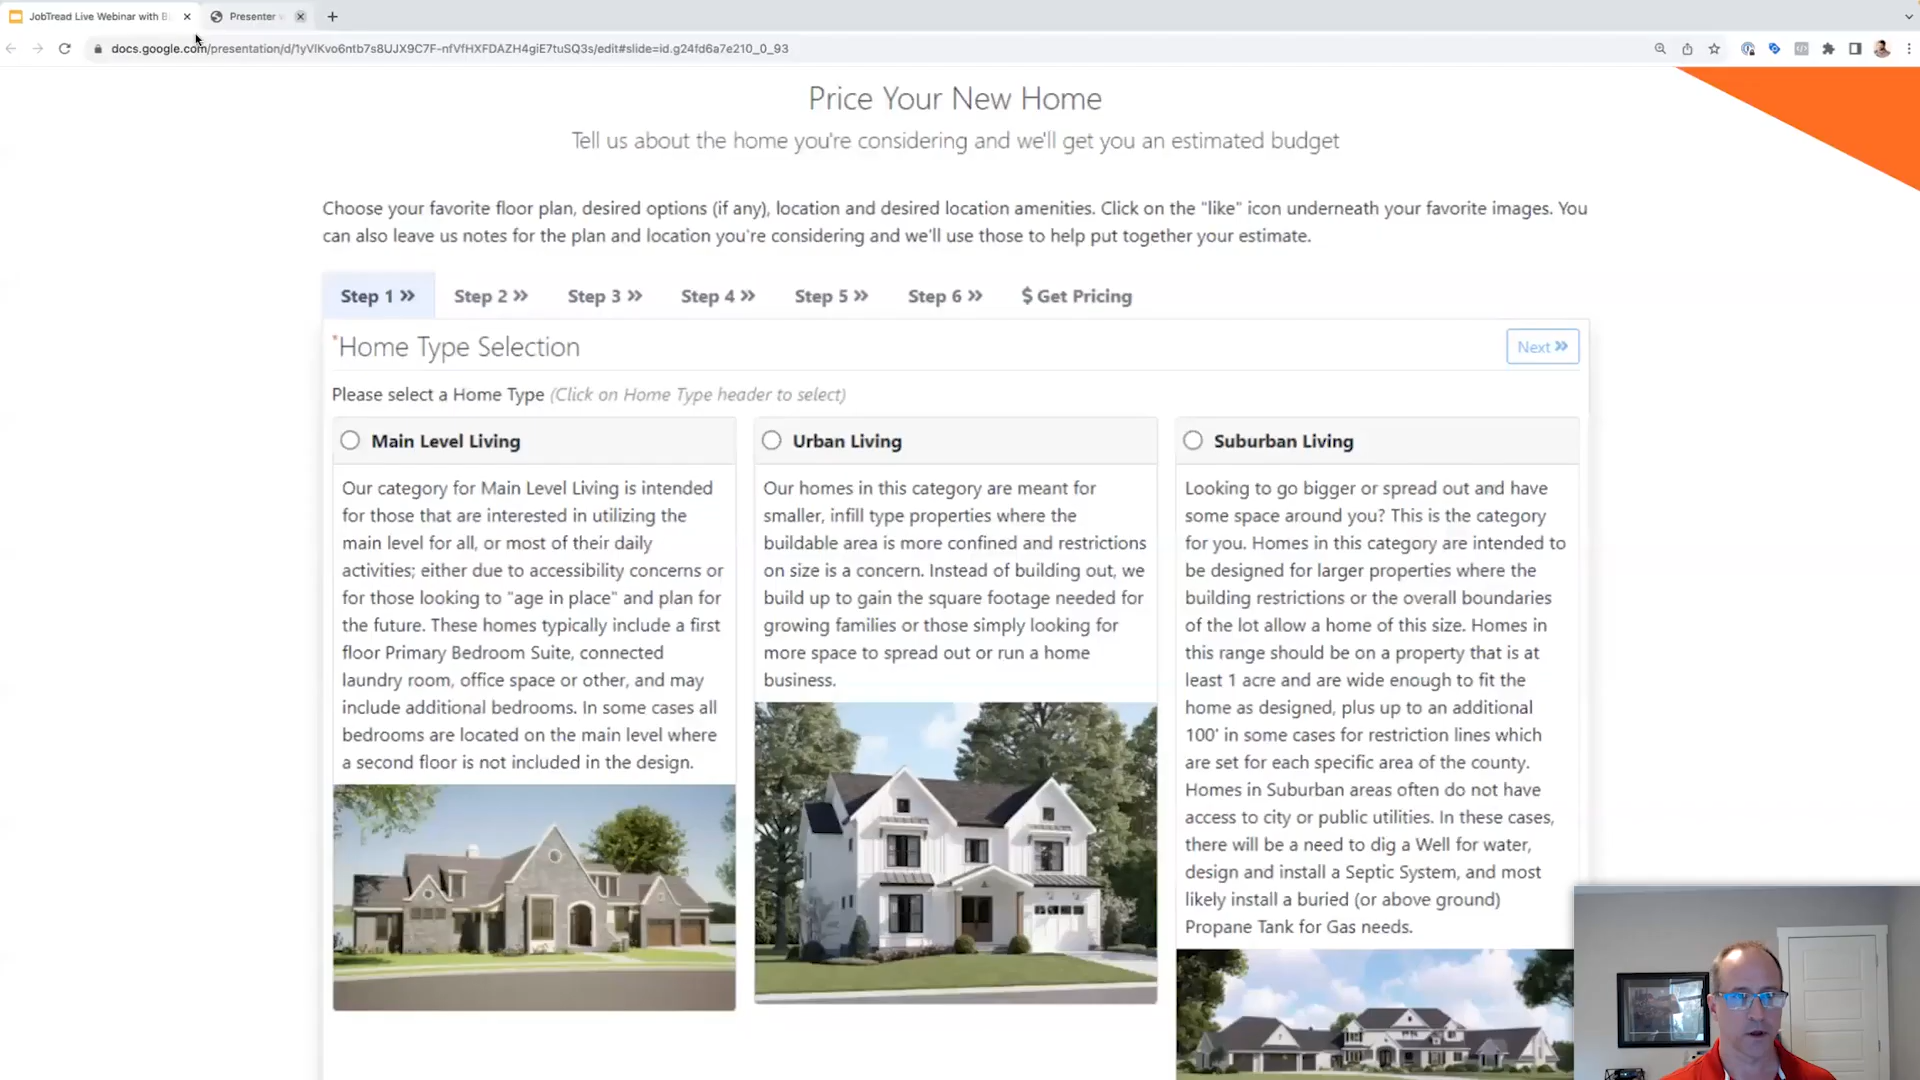 JobTread Live Webinar with B
Presenter
docs.google.com/presentation/d/1yVIKvo6ntb7s8UJX9C7F-nfVfHXFDAZH4giE7tuSQ3s/edit#slide=id.g24fd6a7e210_0_93
Price Your New Home
Tell us about the home you're considering and we'll get you an estimated budget
Choose your favorite floor plan, desired options (if any), location and desired location amenities. Click on the "like" icon underneath your favorite images. You
can also leave us notes for the plan and location you're considering and we'll use those to help put together your estimate.
Step 1 »
Step 2 »
Step 3 »
Step 4 »
Step 5 »
Step 6 »
$ Get Pricing
*Home Type Selection
Next »
Please select a Home Type (Click on Home Type header to select)
Main Level Living
Our category for Main Level Living is intended
for those that are interested in utilizing the
main level for all, or most of their daily
activities; either due to accessibility concerns or
for those looking to "age in place" and plan for
the future. These homes typically include a first
floor Primary Bedroom Suite, connected
laundry room, office space or other, and may
include additional bedrooms. In some cases all
bedrooms are located on the main level where
a second floor is not included in the design.
Urban Living
Our homes in this category are meant for
smaller, infill type properties where the
buildable area is more confined and restrictions
on size is a concern. Instead of building out, we
build up to gain the square footage needed for
growing families or those simply looking for
more space to spread out or run a home
business.
Suburban Living
Looking to go bigger or spread out and have
some space around you? This is the category
for you. Homes in this category are intended to
be designed for larger properties where the
building restrictions or the overall boundaries
of the lot allow a home of this size. Homes in
this range should be on a property that is at
least 1 acre and are wide enough to fit the
home as designed, plus up to an additional
100' in some cases for restriction lines which
are set for each specific area of the county.
Homes in Suburban areas often do not have
access to city or public utilities. In these cases,
there will be a need to dig a Well for water,
design and install a Septic System, and most
likely install a buried (or above ground)
Propane Tank for Gas needs.